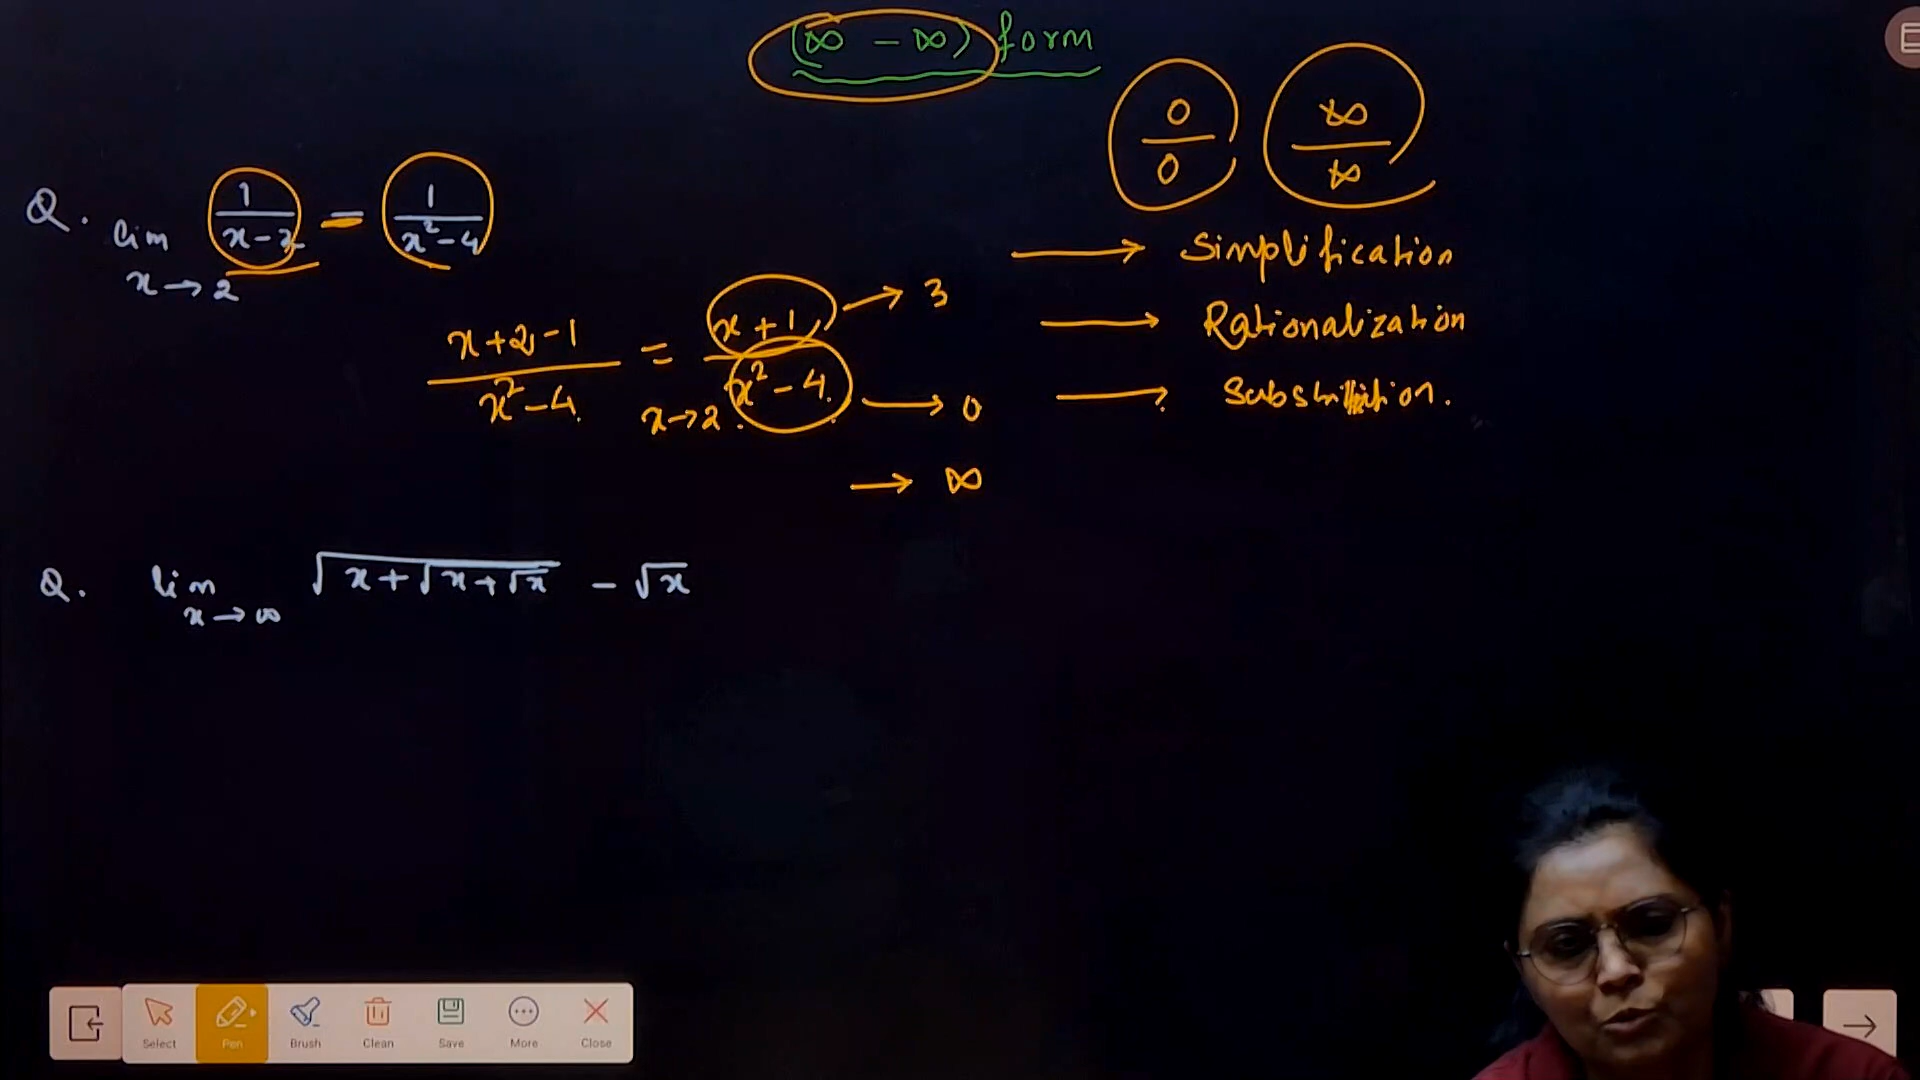 (∞ − ∞) form
0/0 ∞/∞
Q. lim x→2 1/(x−2) − 1/(x²−4)
→ Simplification
(x+2−1)/(x²−4) = x→2 (x+1)/(x²−4)
→ 3
→ 0
→ Rationalization
→ Substitution.
→ ∞
Q. lim x→∞ √(x+√(x+√x)) − √x
Select Pen Brush Clean Save More Close